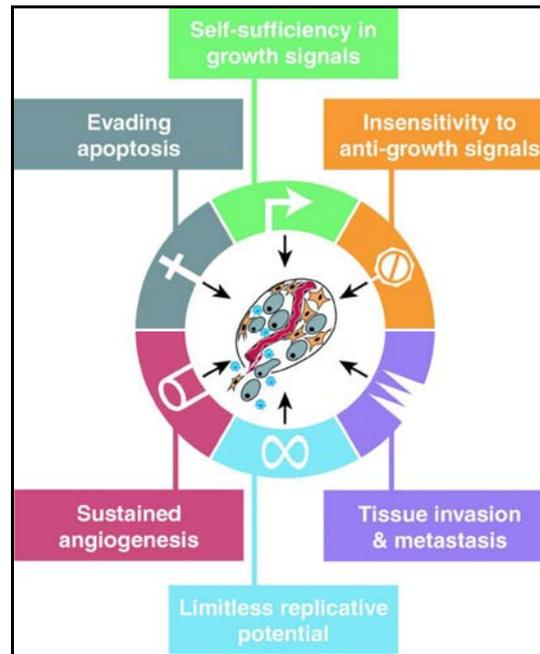 Self-sufficiency in
growth signals
Evading
apoptosis
Insensitivity to
anti-growth signals
Sustained
angiogenesis
Tissue invasion
& metastasis
Limitless replicative
potential